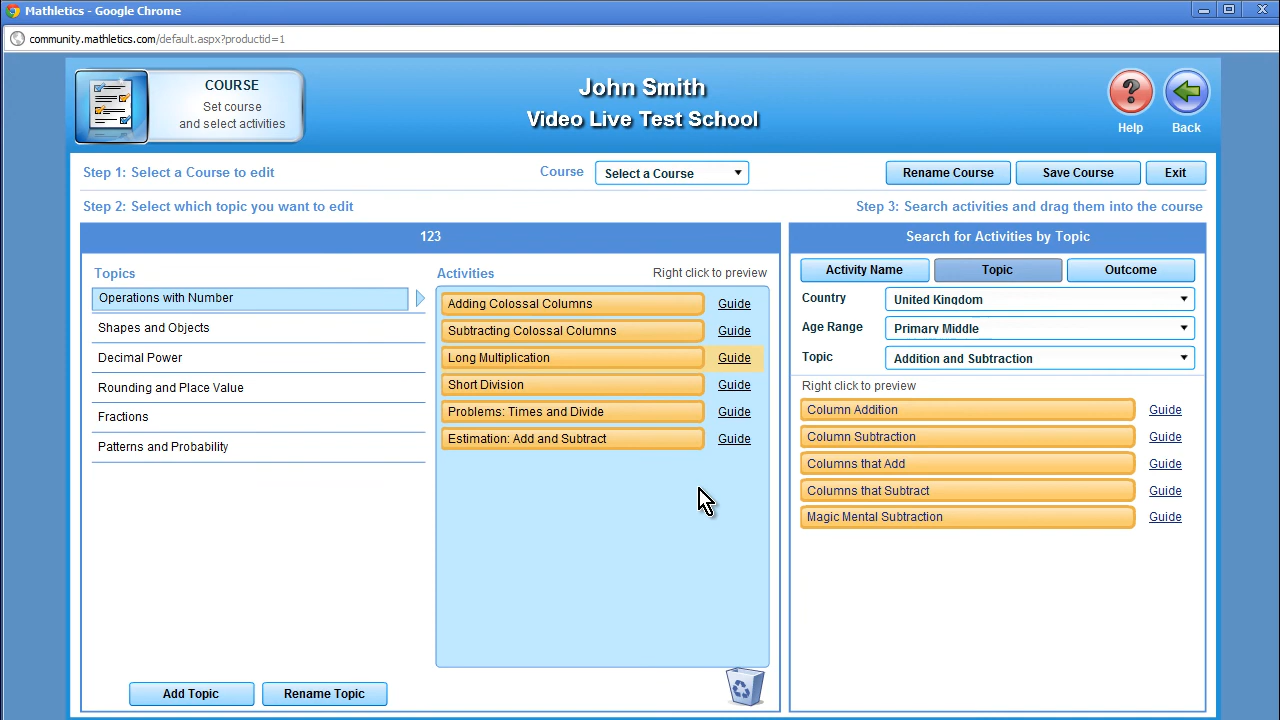 Mathletics - Google Chrome
community.mathletics.com/default.aspx?productid=1
COURSE
Set course
and select activities
John Smith
Video Live Test School
?
Help
Back
Step 1: Select a Course to edit
Course
Select a Course
Rename Course
Save Course
Exit
Step 2: Select which topic you want to edit
Step 3: Search activities and drag them into the course
123
Topics
Operations with Number
Shapes and Objects
Decimal Power
Rounding and Place Value
Fractions
Patterns and Probability
Add Topic
Rename Topic
Activities
Right click to preview
Adding Colossal Columns Guide
Subtracting Colossal Columns Guide
Long Multiplication Guide
Short Division Guide
Problems: Times and Divide Guide
Estimation: Add and Subtract Guide
Search for Activities by Topic
Activity Name
Topic
Outcome
Country United Kingdom
Age Range Primary Middle
Topic Addition and Subtraction
Right click to preview
Column Addition Guide
Column Subtraction Guide
Columns that Add Guide
Columns that Subtract Guide
Magic Mental Subtraction Guide